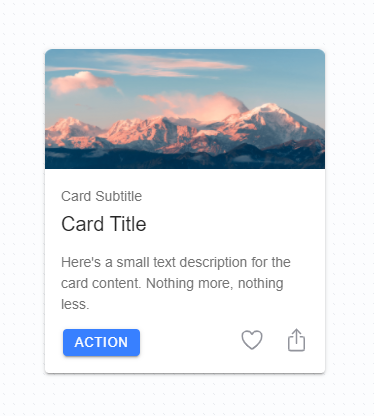 Card Subtitle
Card Title
Here's a small text description for the
card content. Nothing more, nothing
less.
ACTION